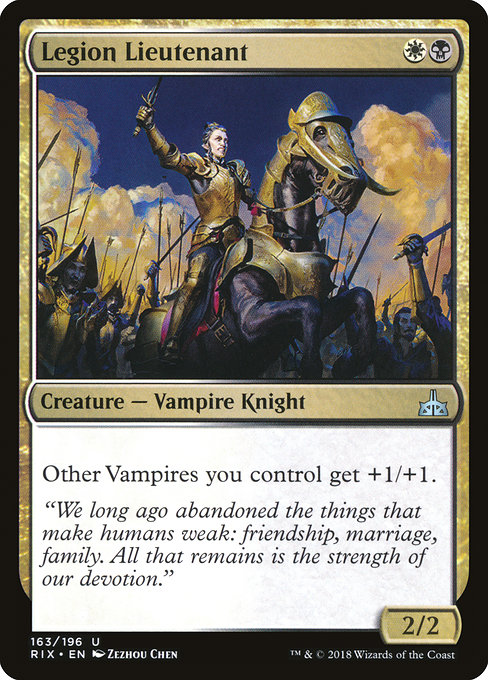 Legion Lieutenant
Creature — Vampire Knight
Other Vampires you control get +1/+1.
“We long ago abandoned the things that
make humans weak: friendship, marriage,
family. All that remains is the strength of
our devotion.”
2/2
163/196 U
RIX • EN Zezhou Chen
™ & © 2018 Wizards of the Coast